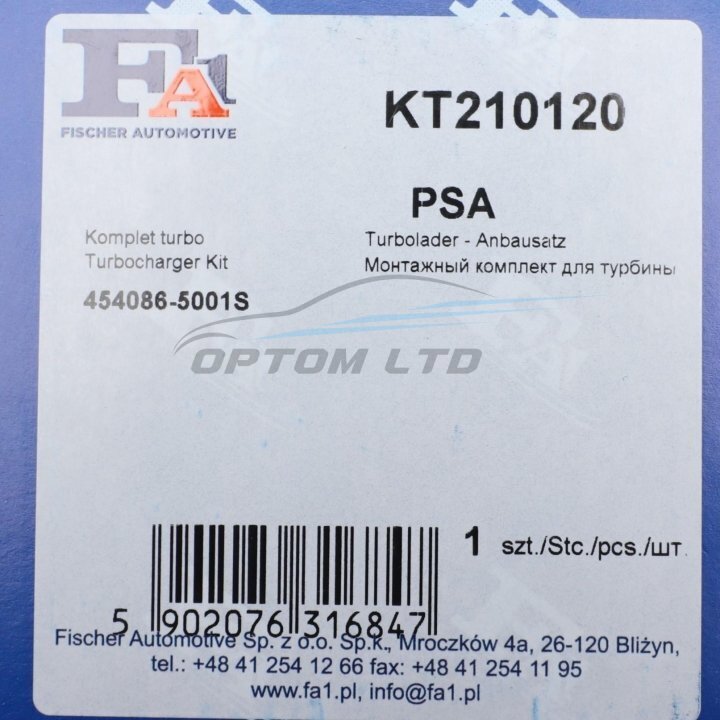 FA1
FISCHER AUTOMOTIVE
KT210120
PSA
Komplet turbo
Turbocharger Kit
454086-5001S
Turbolader - Anbausatz
Монтажный комплект для турбины
OPTOM LTD
1 szt./Stc./pcs./шт.
5 902076 316847
Fischer Automotive Sp. z o.o. Sp.k., Mroczków 4a, 26-120 Bliżyn,
tel.: +48 41 254 12 66 fax: +48 41 254 11 95
www.fa1.pl, info@fa1.pl